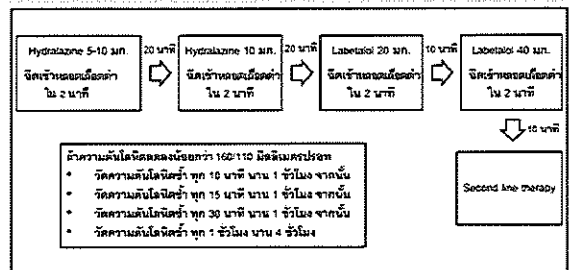 Hydralazine 5-10 มก.
ฉีดเข้าหลอดเลือดดำ
ใน 2 นาที
20 นาที
Hydralazine 10 มก.
ฉีดเข้าหลอดเลือดดำ
ใน 2 นาที
20 นาที
Labetalol 20 มก.
ฉีดเข้าหลอดเลือดดำ
ใน 2 นาที
10 นาที
Labetalol 40 มก.
ฉีดเข้าหลอดเลือดดำ
ใน 2 นาที
10 นาที
Second line therapy
ถ้าความดันโลหิตลดลงน้อยกว่า 160/110 มิลลิเมตรปรอท
• วัดความดันโลหิตซ้ำ ทุก 10 นาที นาน 1 ชั่วโมง จากนั้น
• วัดความดันโลหิตซ้ำ ทุก 15 นาที นาน 1 ชั่วโมง จากนั้น
• วัดความดันโลหิตซ้ำ ทุก 30 นาที นาน 1 ชั่วโมง จากนั้น
• วัดความดันโลหิตซ้ำ ทุก 1 ชั่วโมง นาน 4 ชั่วโมง